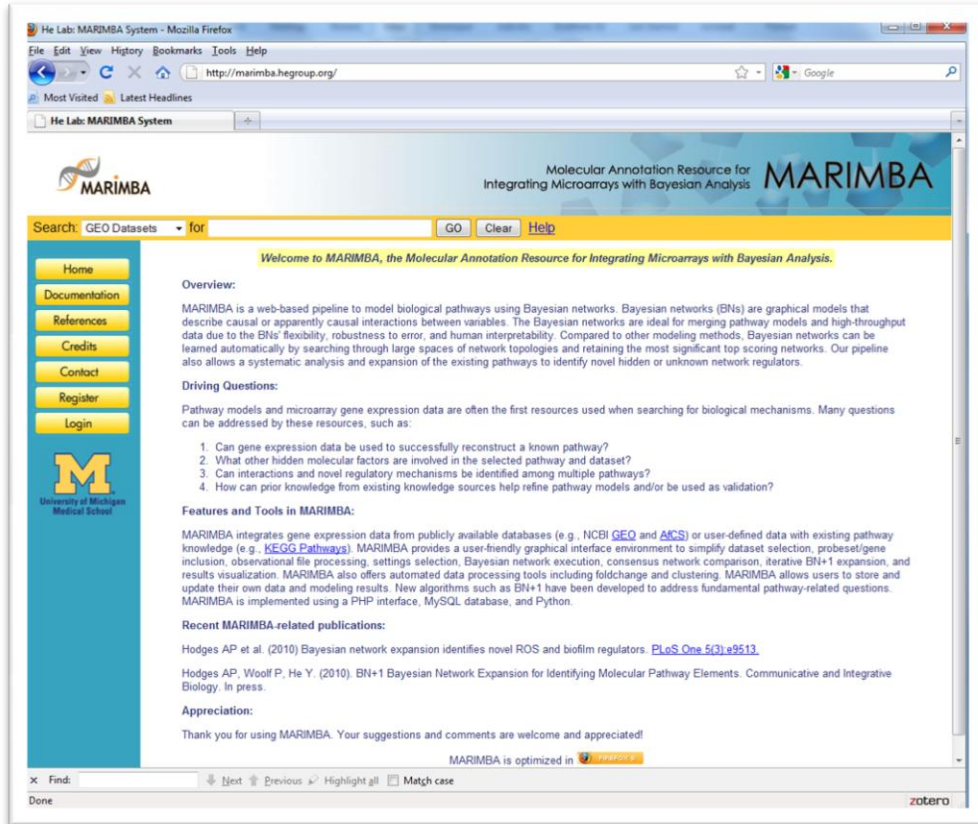 He Lab: MARIMBA System - Mozilla Firefox
File Edit View History Bookmarks Tools Help
http://marimba.hegroup.org/
Google
Most Visited Latest Headlines
He Lab: MARIMBA System
MARIMBA
Molecular Annotation Resource for
Integrating Microarrays with Bayesian Analysis
MARIMBA
Search: GEO Datasets for GO Clear Help
Welcome to MARIMBA, the Molecular Annotation Resource for Integrating Microarrays with Bayesian Analysis.
Home
Documentation
References
Credits
Contact
Register
Login
M
University of Michigan
Medical School
Overview:
MARIMBA is a web-based pipeline to model biological pathways using Bayesian networks. Bayesian networks (BNs) are graphical models that
describe causal or apparently causal interactions between variables. The Bayesian networks are ideal for merging pathway models and high-throughput
data due to the BNs' flexibility, robustness to error, and human interpretability. Compared to other modeling methods, Bayesian networks can be
learned automatically by searching through large spaces of network topologies and retaining the most significant top scoring networks. Our pipeline
also allows a systematic analysis and expansion of the existing pathways to identify novel hidden or unknown network regulators.
Driving Questions:
Pathway models and microarray gene expression data are often the first resources used when searching for biological mechanisms. Many questions
can be addressed by these resources, such as:
1. Can gene expression data be used to successfully reconstruct a known pathway?
2. What other hidden molecular factors are involved in the selected pathway and dataset?
3. Can interactions and novel regulatory mechanisms be identified among multiple pathways?
4. How can prior knowledge from existing knowledge sources help refine pathway models and/or be used as validation?
Features and Tools in MARIMBA:
MARIMBA integrates gene expression data from publicly available databases (e.g., NCBI GEO and AfCS) or user-defined data with existing pathway
knowledge (e.g., KEGG Pathways). MARIMBA provides a user-friendly graphical interface environment to simplify dataset selection, probeset/gene
inclusion, observational file processing, settings selection, Bayesian network execution, consensus network comparison, iterative BN+1 expansion, and
results visualization. MARIMBA also offers automated data processing tools including foldchange and clustering. MARIMBA allows users to store and
update their own data and modeling results. New algorithms such as BN+1 have been developed to address fundamental pathway-related questions.
MARIMBA is implemented using a PHP interface, MySQL database, and Python.
Recent MARIMBA-related publications:
Hodges AP et al. (2010) Bayesian network expansion identifies novel ROS and biofilm regulators. PLoS One 5(3):e9513.
Hodges AP, Woolf P, He Y. (2010). BN+1 Bayesian Network Expansion for Identifying Molecular Pathway Elements. Communicative and Integrative
Biology. In press.
Appreciation:
Thank you for using MARIMBA. Your suggestions and comments are welcome and appreciated!
MARIMBA is optimized in
x Find: Next Previous Highlight all Match case
Done
zotero